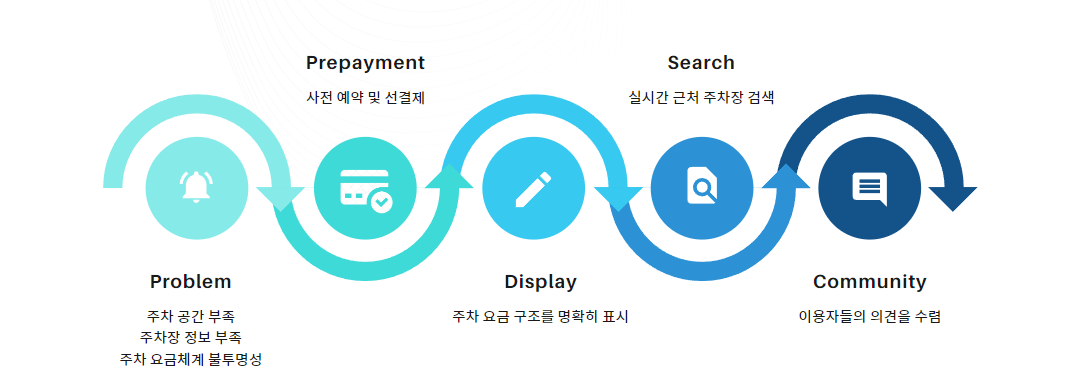 Problem
주차 공간 부족
주차장 정보 부족
주차 요금체계 불투명성
Prepayment
사전 예약 및 선결제
Display
주차 요금 구조를 명확히 표시
Search
실시간 근처 주차장 검색
Community
이용자들의 의견을 수렴